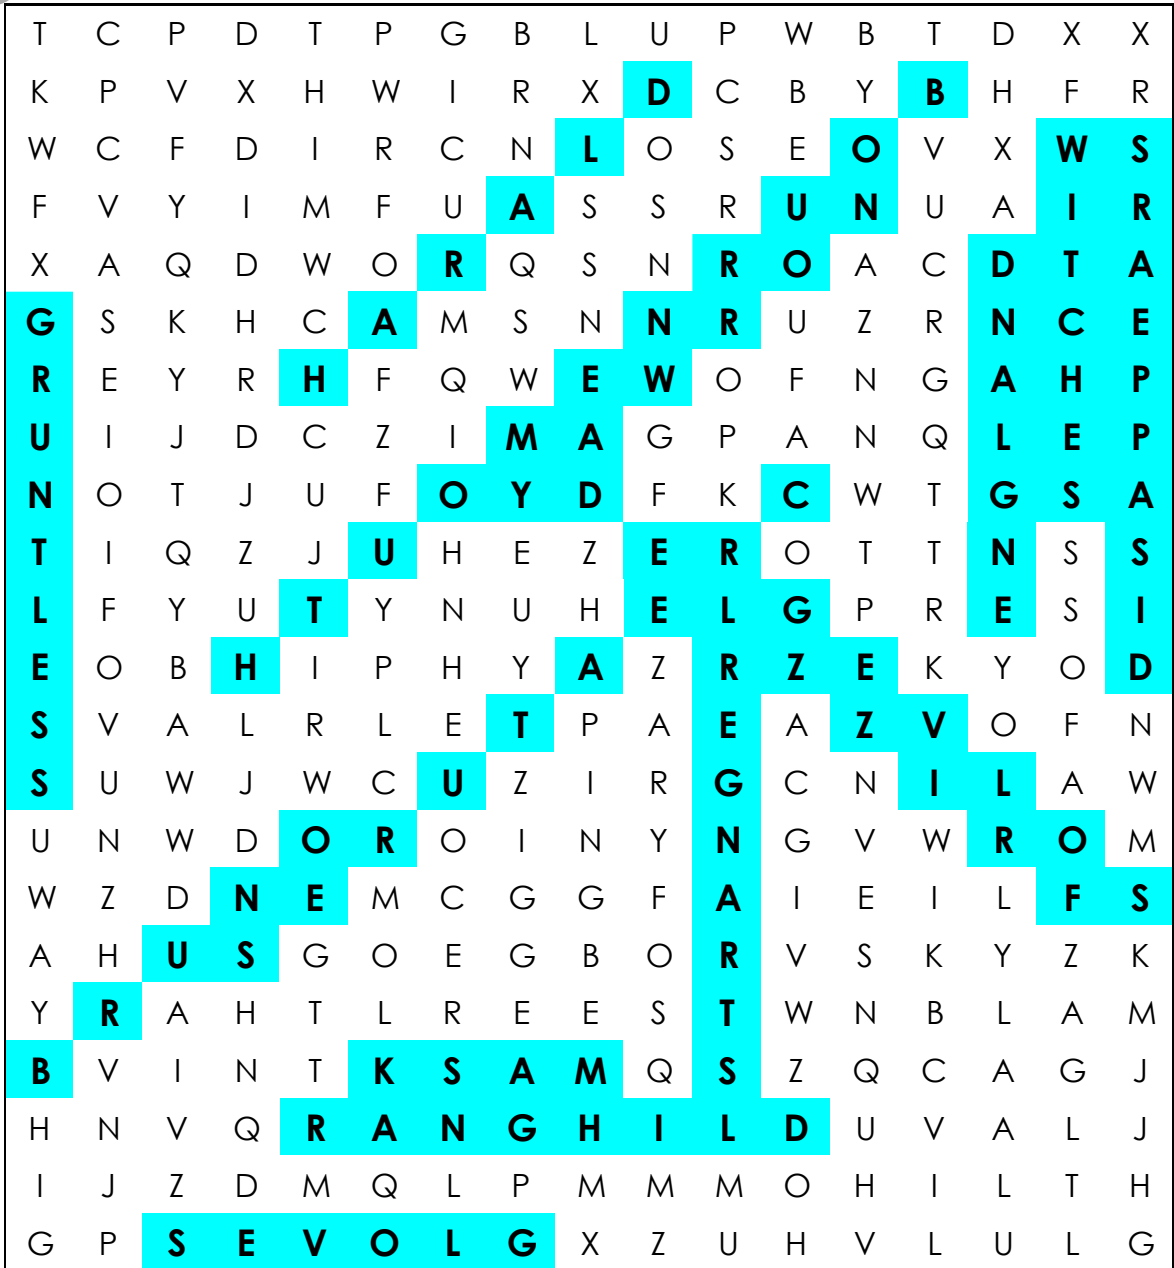 T C P D T P G B L U P W B T D X X
K P V X H W I R X D C B Y B H F R
W C F D I R C N L O S E O V X W S
F V Y I M F U A S S R U N U A I R
X A Q D W O R Q S N R O A C D T A
G S K H C A M S N N R U Z R N C E
R E Y R H F Q W E W O F N G A H P
U I J D C Z I M A G P A N Q L E P
N O T J U F O Y D F K C W T G S A
T I Q Z J U H E Z E R O T T N S S
L F Y U T Y N U H E L G P R E S I
E O B H I P H Y A Z R Z E K Y O D
S V A L R L E T P A E A Z V O F N
S U W J W C U Z I R G C N I L A W
U N W D O R O I N Y N G V W R O M
W Z D N E M C G G F A I E I L F S
A H U S G O E G B O R V S K Y Z K
Y R A H T L R E E S T W N B L A M
B V I N T K S A M Q S Z Q C A G J
H N V Q R A N G H I L D U V A L J
I J Z D M Q L P M M M O H I L T H
G P S E V O L G X Z U H V L U L G